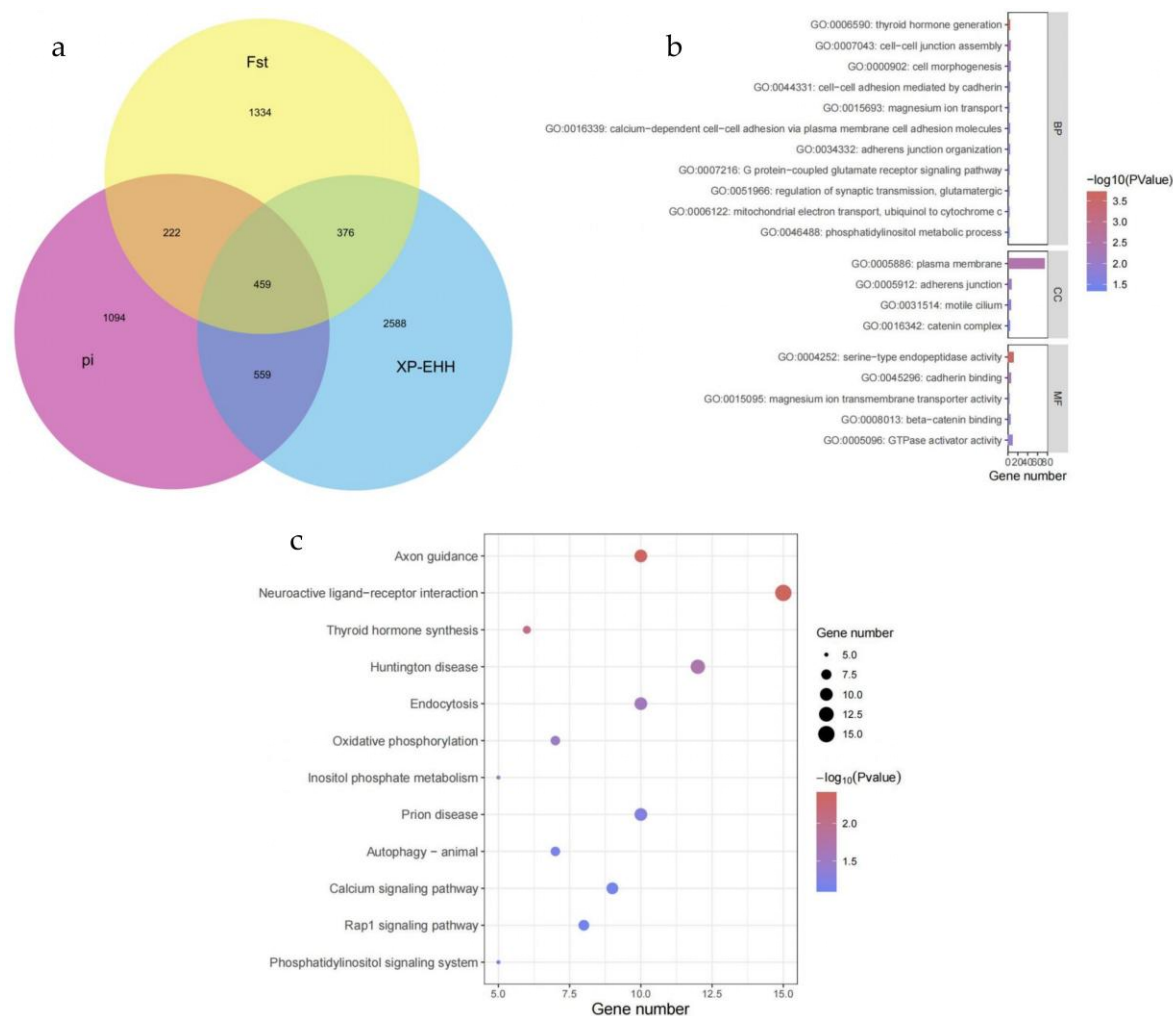 a
Fst
1334
222
376
459
1094
2588
pi
XP-EHH
559
b
GO:0006590: thyroid hormone generation
GO:0007043: cell-cell junction assembly
GO:0000902: cell morphogenesis
GO:0044331: cell-cell adhesion mediated by cadherin
GO:0015693: magnesium ion transport
GO:0016339: calcium-dependent cell-cell adhesion via plasma membrane cell adhesion molecules
GO:0034332: adherens junction organization
GO:0007216: G protein-coupled glutamate receptor signaling pathway
GO:0051966: regulation of synaptic transmission, glutamatergic
GO:0006122: mitochondrial electron transport, ubiquinol to cytochrome c
GO:0046488: phosphatidylinositol metabolic process
BP
GO:0005886: plasma membrane
GO:0005912: adherens junction
GO:0031514: motile cilium
GO:0016342: catenin complex
CC
GO:0004252: serine-type endopeptidase activity
GO:0045296: cadherin binding
GO:0015095: magnesium ion transmembrane transporter activity
GO:0008013: beta-catenin binding
GO:0005096: GTPase activator activity
MF
0 20 40 60 80
Gene number
−log10(PValue)
3.5
3.0
2.5
2.0
1.5
c
Axon guidance
Neuroactive ligand−receptor interaction
Thyroid hormone synthesis
Huntington disease
Endocytosis
Oxidative phosphorylation
Inositol phosphate metabolism
Prion disease
Autophagy − animal
Calcium signaling pathway
Rap1 signaling pathway
Phosphatidylinositol signaling system
5.0 7.5 10.0 12.5 15.0
Gene number
Gene number
5.0
7.5
10.0
12.5
15.0
−log₁₀(Pvalue)
2.0
1.5